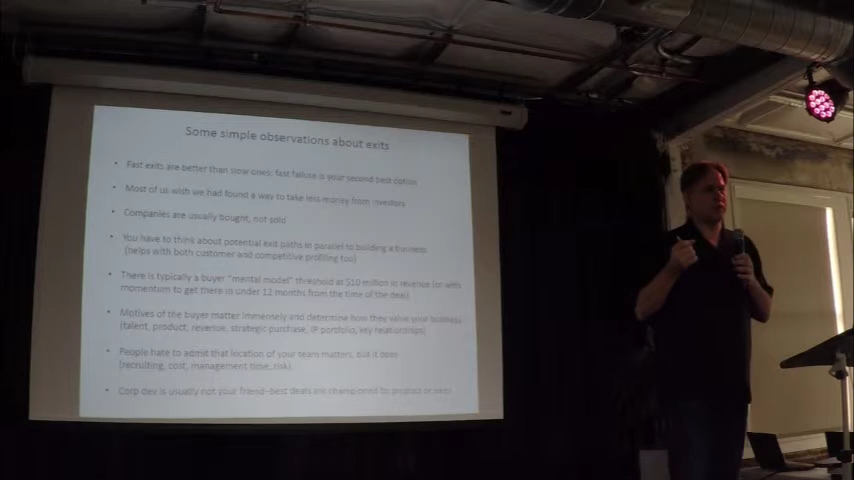 Some simple observations about exits
• Fast exits are better than slow ones; fast failure is your second best option
• Most of us wish we had found a way to take less money from investors
• Companies are usually bought, not sold
• You have to think about potential exit paths in parallel to building a business
(helps with both customer and competitive profiling too)
• There is typically a buyer "mental model" threshold at $10 million in revenue (or with
momentum to get there in under 12 months from the time of the deal)
• Motives of the buyer matter immensely and determine how they value your business
(talent, product, revenue, strategic purchase, IP portfolio, key relationships)
• People hate to admit that location of your team matters, but it does
(recruiting, cost, management time, risk)
• Corp dev is usually not your friend–best deals are championed by product or